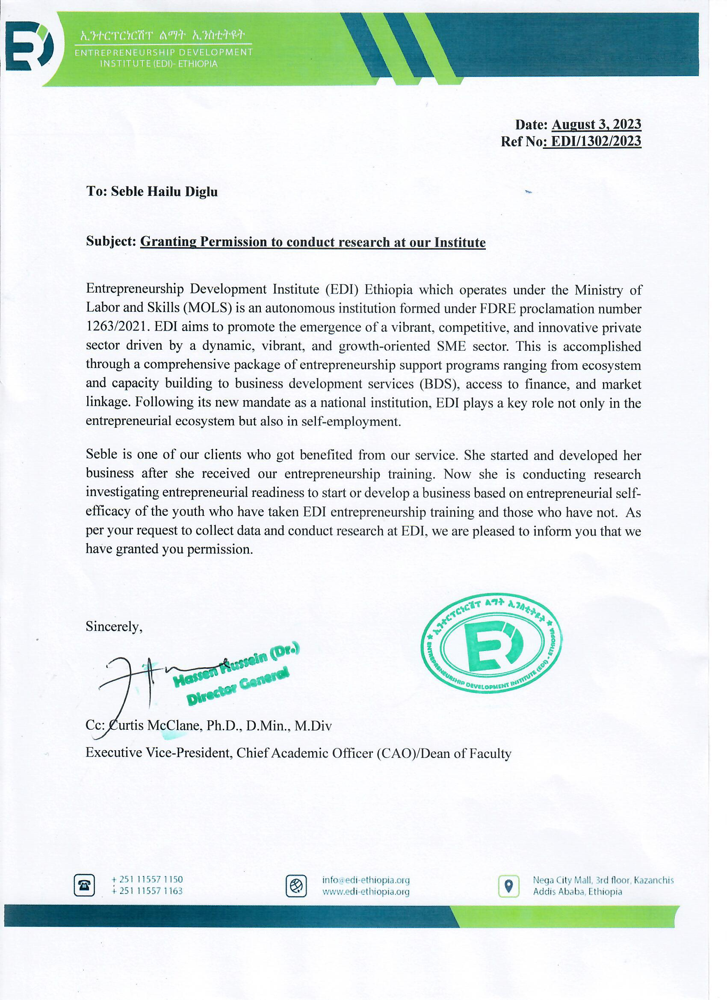 ኢንተርፕርነርሽፕ ልማት ኢንስቲትዩት
ENTREPRENEURSHIP DEVELOPMENT
INSTITUTE (EDI)- ETHIOPIA
Date: August 3, 2023
Ref No: EDI/1302/2023
To: Seble Hailu Diglu
Subject: Granting Permission to conduct research at our Institute
Entrepreneurship Development Institute (EDI) Ethiopia which operates under the Ministry of
Labor and Skills (MOLS) is an autonomous institution formed under FDRE proclamation number
1263/2021. EDI aims to promote the emergence of a vibrant, competitive, and innovative private
sector driven by a dynamic, vibrant, and growth-oriented SME sector. This is accomplished
through a comprehensive package of entrepreneurship support programs ranging from ecosystem
and capacity building to business development services (BDS), access to finance, and market
linkage. Following its new mandate as a national institution, EDI plays a key role not only in the
entrepreneurial ecosystem but also in self-employment.
Seble is one of our clients who got benefited from our service. She started and developed her
business after she received our entrepreneurship training. Now she is conducting research
investigating entrepreneurial readiness to start or develop a business based on entrepreneurial self-
efficacy of the youth who have taken EDI entrepreneurship training and those who have not. As
per your request to collect data and conduct research at EDI, we are pleased to inform you that we
have granted you permission.
Sincerely,
Hassen Hussein (Dr.)
Director General
ኢንተርፕርነርሽፕ ልማት ኢንስቲትዩት
ENTREPRENEURSHIP DEVELOPMENT INSTITUTE (EDI) - ETHIOPIA
Cc: Curtis McClane, Ph.D., D.Min., M.Div
Executive Vice-President, Chief Academic Officer (CAO)/Dean of Faculty
+ 251 11557 1150
+ 251 11557 1163
info@edi-ethiopia.org
www.edi-ethiopia.org
Nega City Mall, 3rd floor, Kazanchis
Addis Ababa, Ethiopia